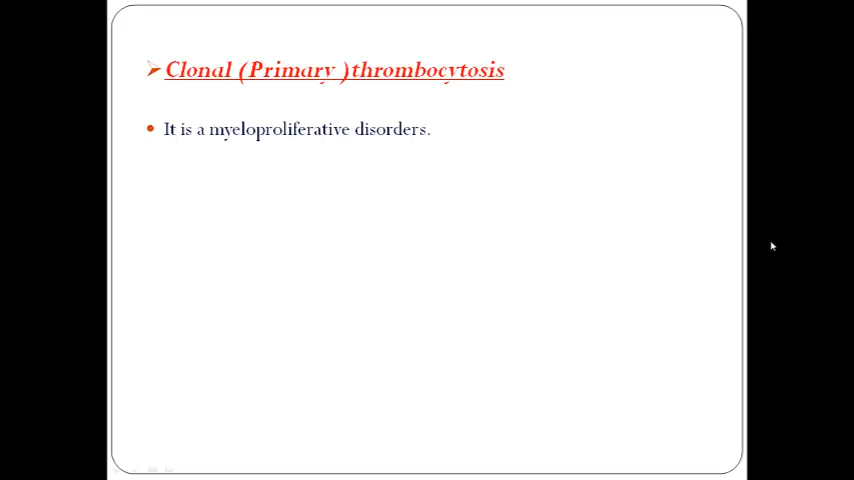 Clonal (Primary )thrombocytosis
It is a myeloproliferative disorders.